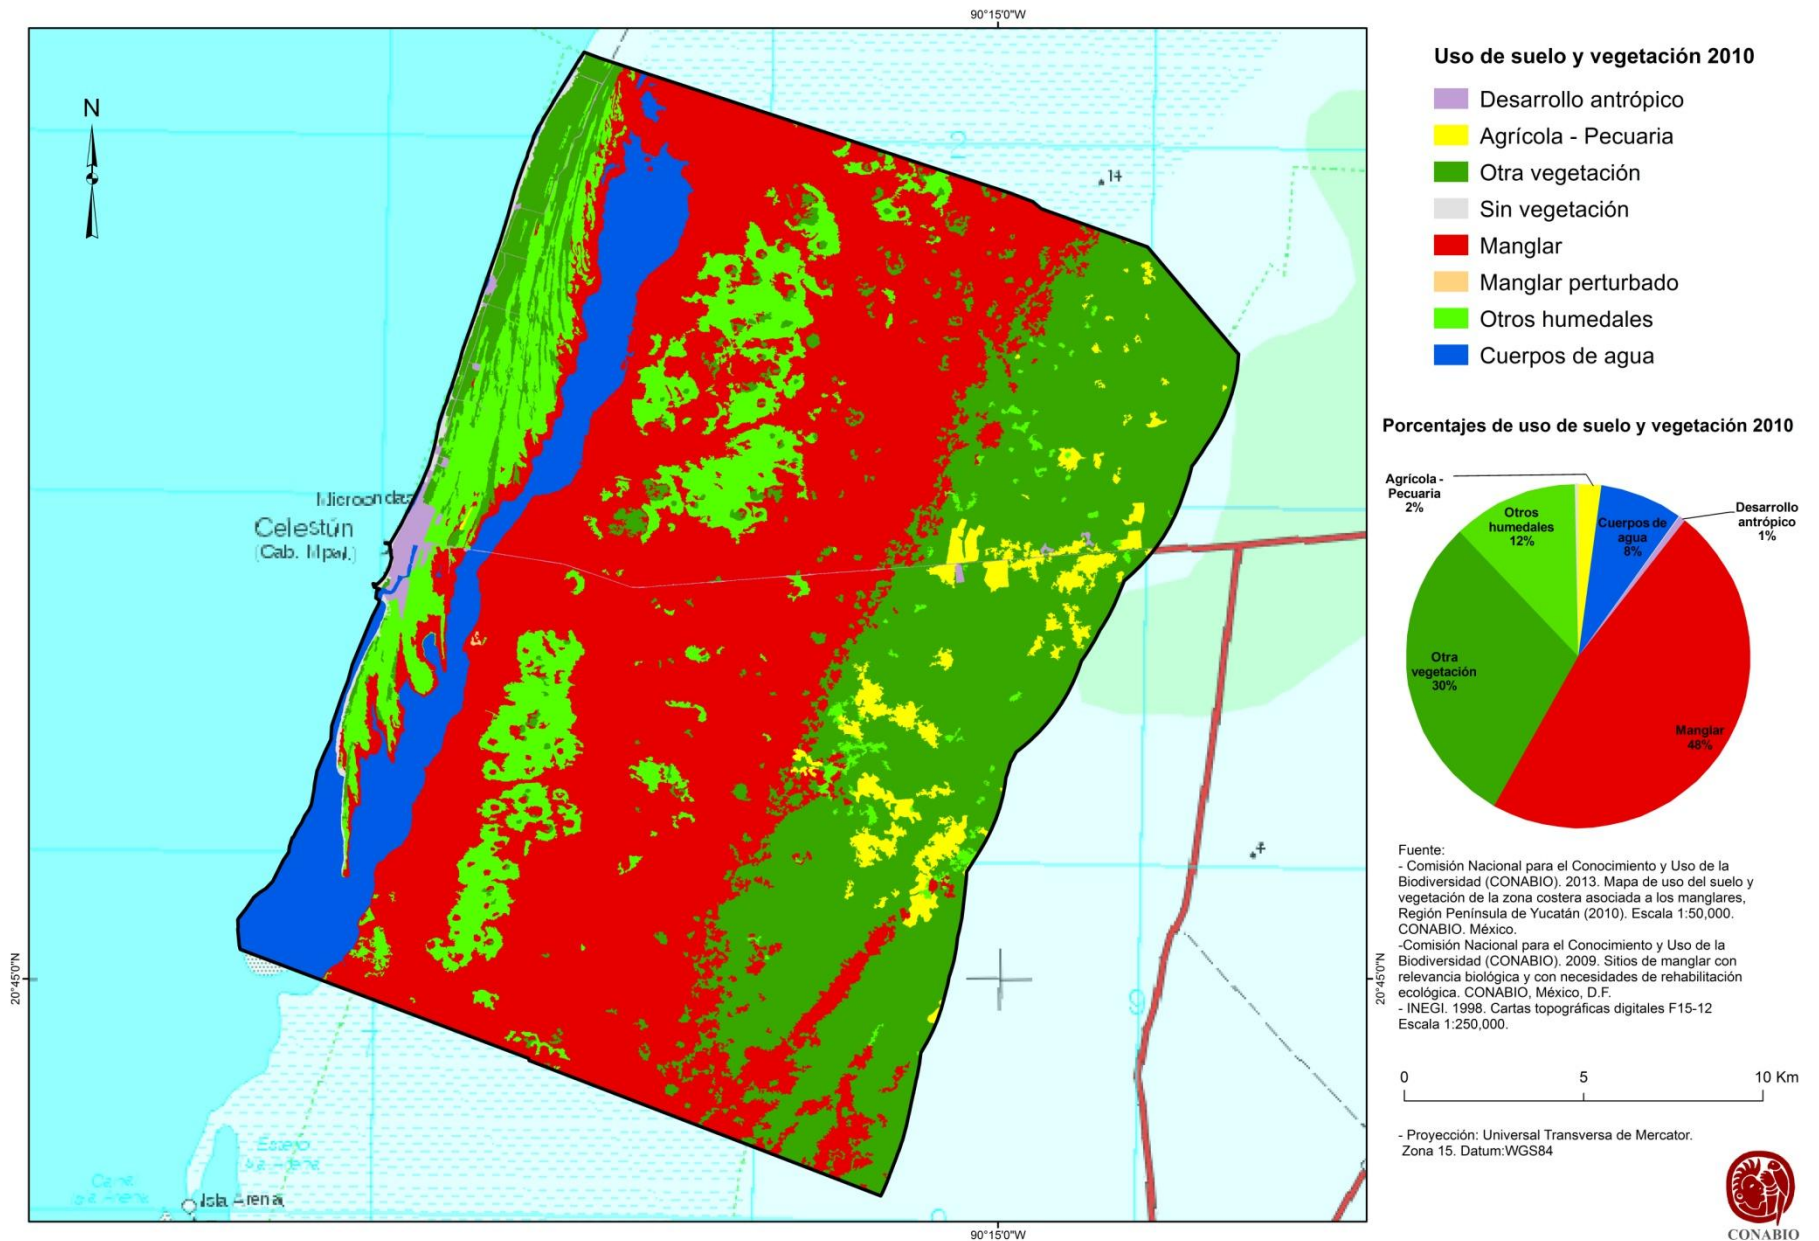 90°15'0"W
N
2
14
Microondas
Celestún
(Cab. Mpal.)
20°45'0"N
20°45'0"N
Estero
Isla Arena
Isla Arena
90°15'0"W
Uso de suelo y vegetación 2010
Desarrollo antrópico
Agrícola - Pecuaria
Otra vegetación
Sin vegetación
Manglar
Manglar perturbado
Otros humedales
Cuerpos de agua
Porcentajes de uso de suelo y vegetación 2010
Agrícola -
Pecuaria
2%
Otros
humedales
12%
Cuerpos de
agua
8%
Desarrollo
antrópico
1%
Otra
vegetación
30%
Manglar
48%
Fuente:
- Comisión Nacional para el Conocimiento y Uso de la
Biodiversidad (CONABIO). 2013. Mapa de uso del suelo y
vegetación de la zona costera asociada a los manglares,
Región Península de Yucatán (2010). Escala 1:50,000.
CONABIO. México.
-Comisión Nacional para el Conocimiento y Uso de la
Biodiversidad (CONABIO). 2009. Sitios de manglar con
relevancia biológica y con necesidades de rehabilitación
ecológica. CONABIO, México, D.F.
- INEGI. 1998. Cartas topográficas digitales F15-12
Escala 1:250,000.
0 5 10 Km
- Proyección: Universal Transversa de Mercator.
Zona 15. Datum:WGS84
CONABIO